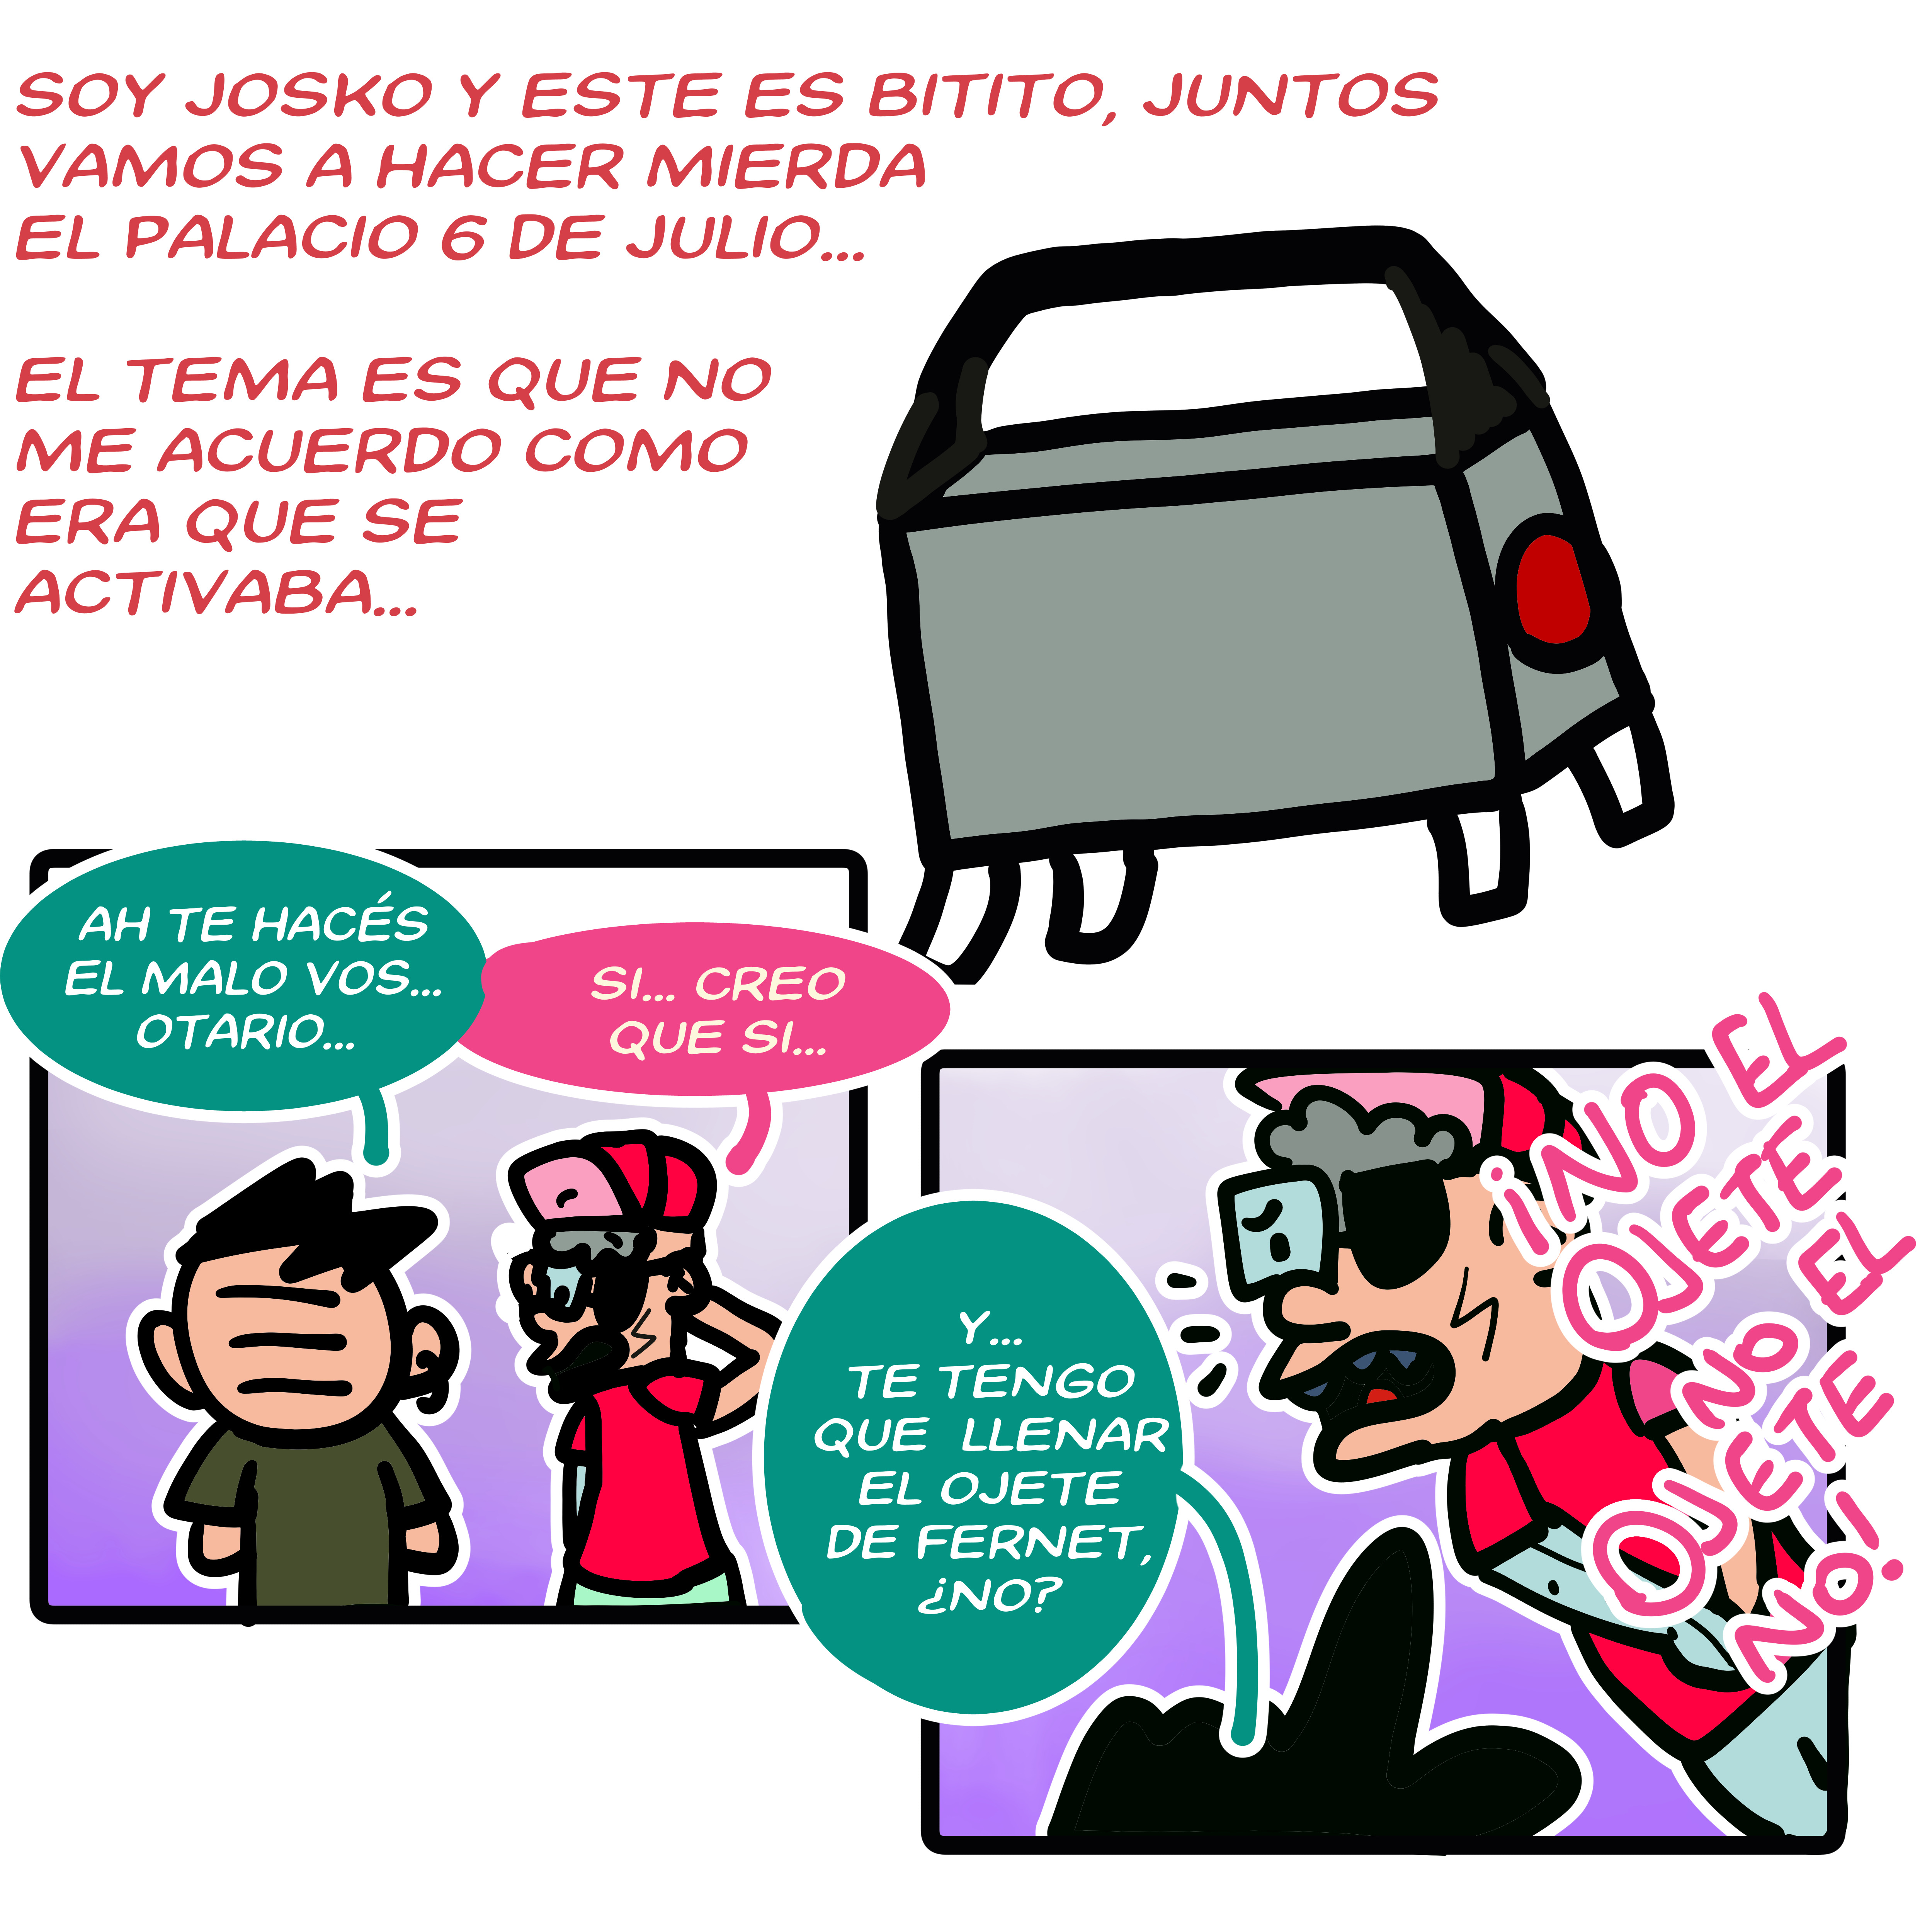 SOY JOSKO Y ESTE ES BITITO, JUNTOS
VAMOS A HACER MIERDA
EL PALACIO 6 DE JULIO...
EL TEMA ES QUE NO
ME ACUERDO COMO
ERA QUE SE
ACTIVABA...
AH TE HACÉS
EL MALO VOS...
OTARIO...
SI... CREO
QUE SI...
Y...
TE TENGO
QUE LLENAR
EL OJETE
DE FERNET,
¿NO?
¡NO EL
OJETE
NO EL
OJETE
NO!